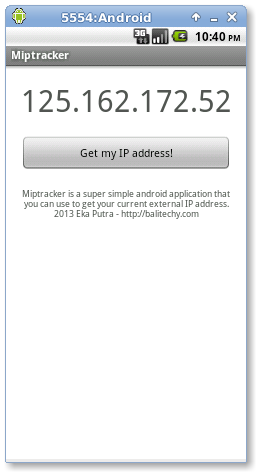 5554:Android
3G
10:40 PM
Miptracker
125.162.172.52
Get my IP address!
Miptracker is a super simple android application that
you can use to get your current external IP address.
2013 Eka Putra - http://balitechy.com